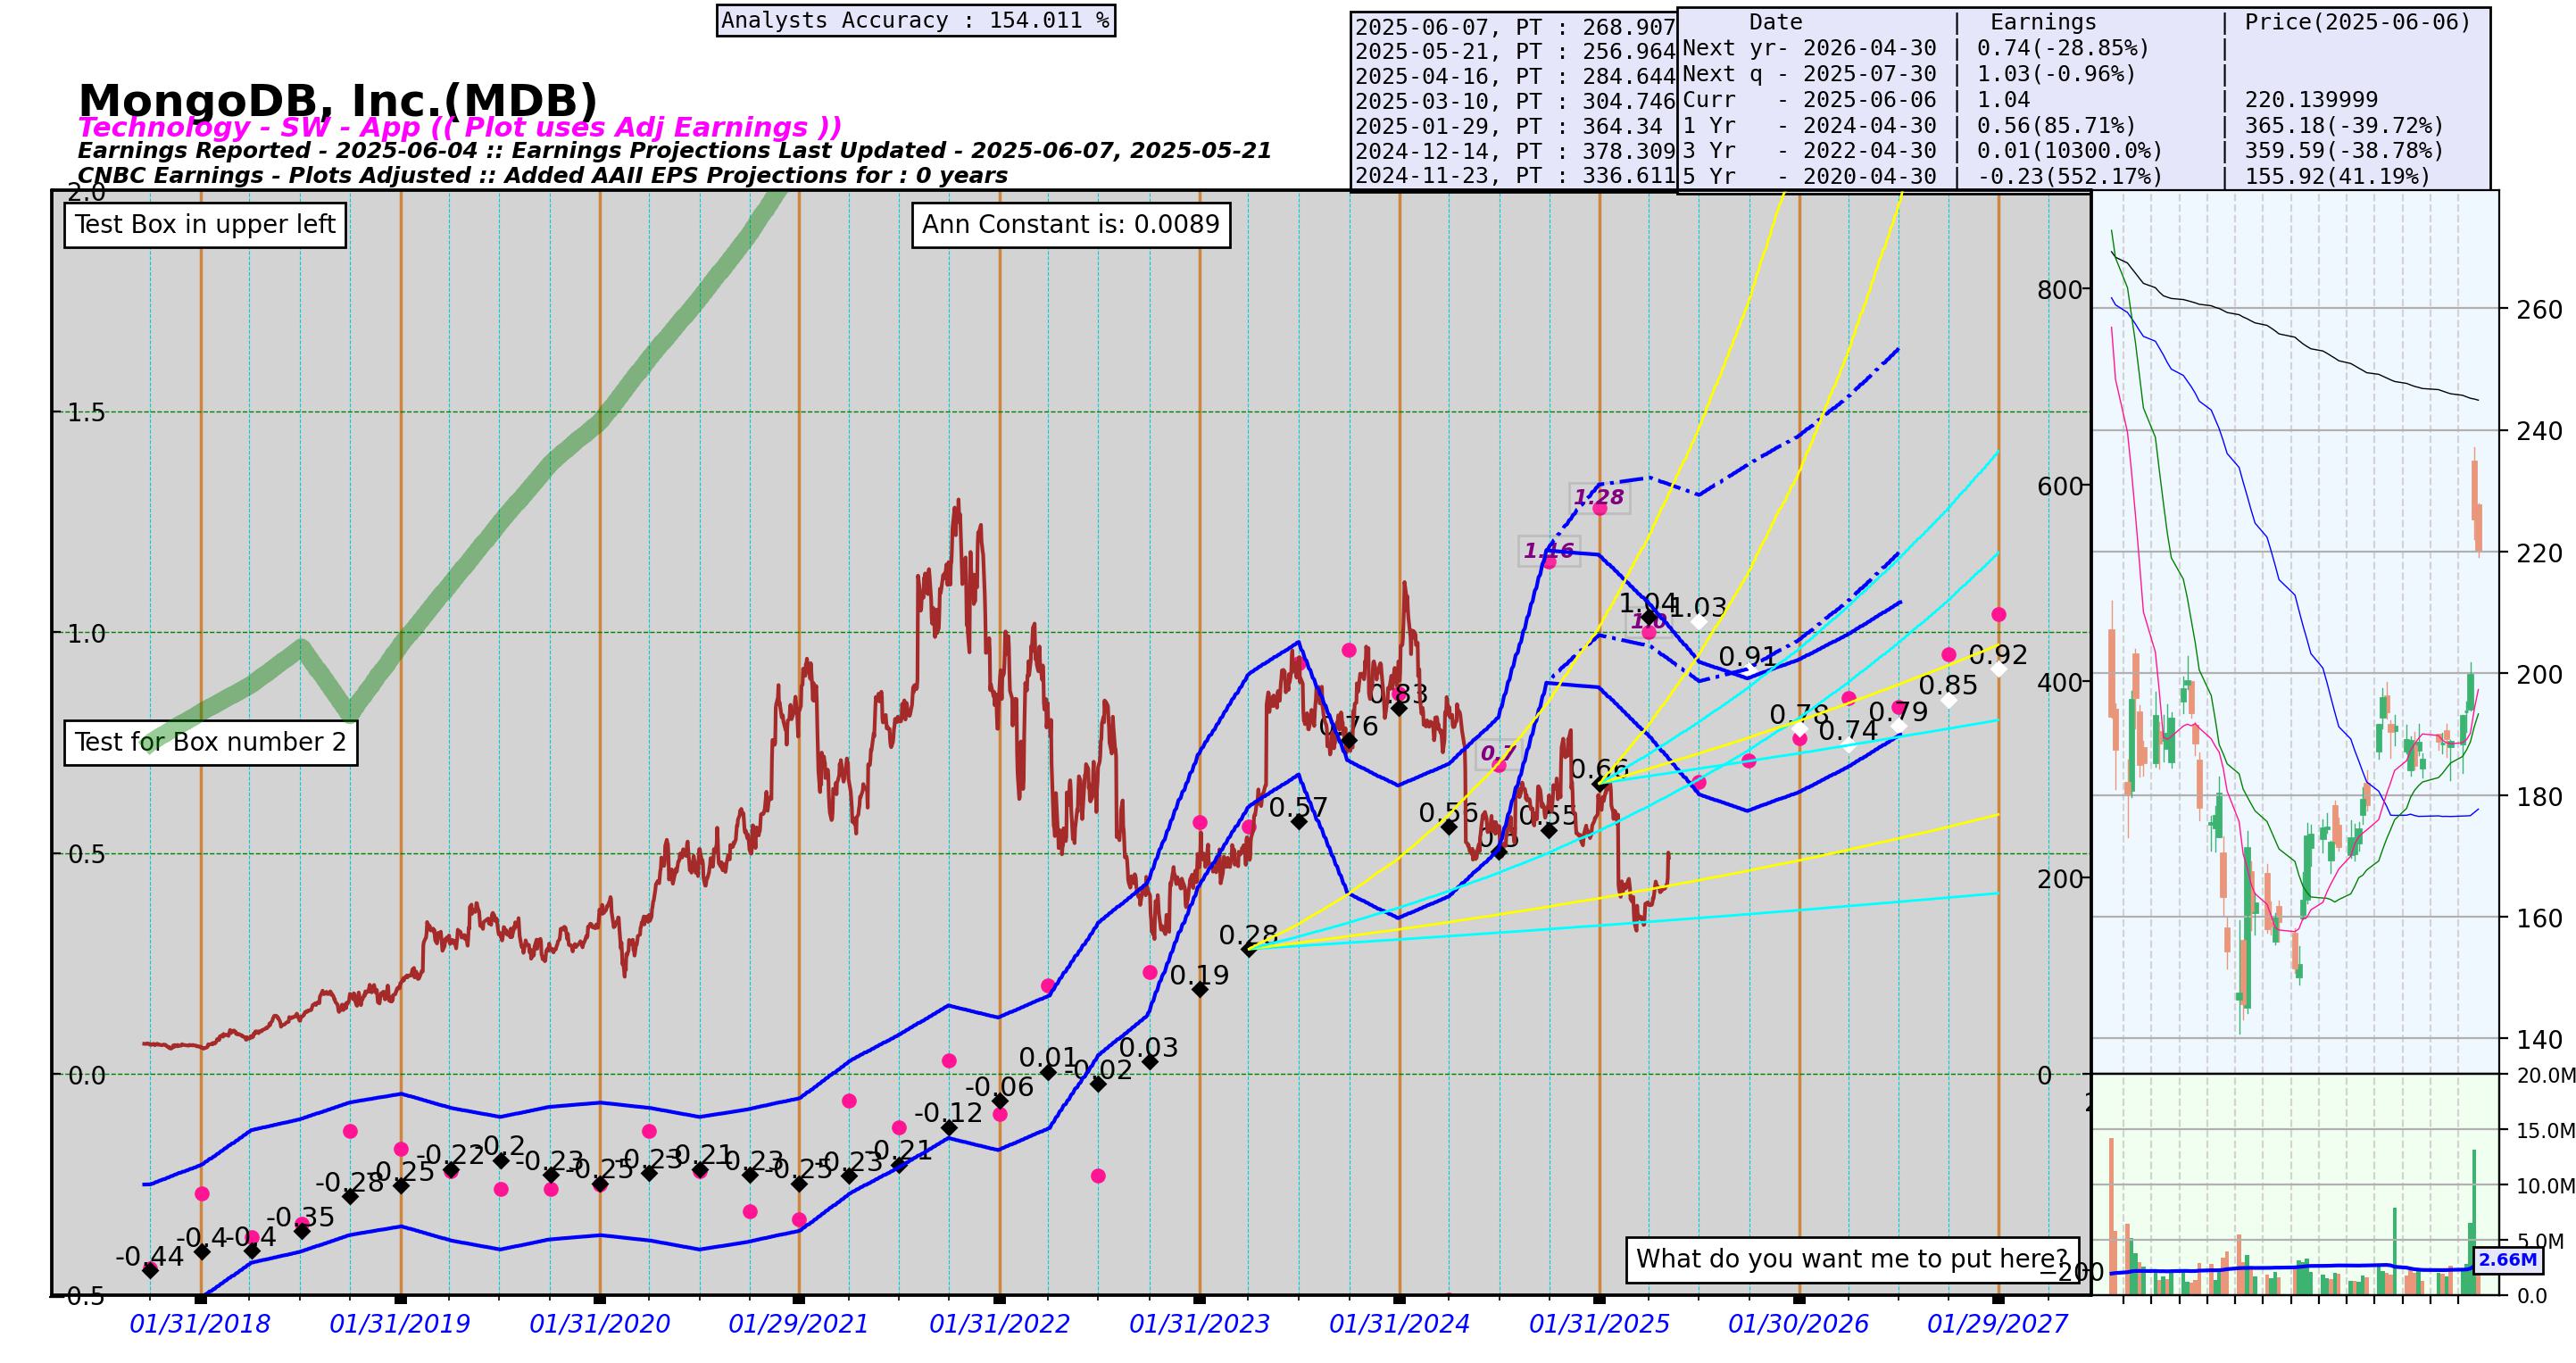 Analysts Accuracy : 154.011 %
2025-06-07, PT : 268.907
2025-05-21, PT : 256.964
2025-04-16, PT : 284.644
2025-03-10, PT : 304.746
2025-01-29, PT : 364.34
2024-12-14, PT : 378.309
2024-11-23, PT : 336.611
Date | Earnings | Price(2025-06-06)
Next yr- 2026-04-30 | 0.74(-28.85%) |
Next q - 2025-07-30 | 1.03(-0.96%) |
Curr - 2025-06-06 | 1.04 | 220.139999
1 Yr - 2024-04-30 | 0.56(85.71%) | 365.18(-39.72%)
3 Yr - 2022-04-30 | 0.01(10300.0%) | 359.59(-38.78%)
5 Yr - 2020-04-30 | -0.23(552.17%) | 155.92(41.19%)
MongoDB, Inc.(MDB)
Technology - SW - App (( Plot uses Adj Earnings ))
Earnings Reported - 2025-06-04 :: Earnings Projections Last Updated - 2025-06-07, 2025-05-21
CNBC Earnings - Plots Adjusted :: Added AAII EPS Projections for : 0 years
Test Box in upper left
Ann Constant is: 0.0089
Test for Box number 2
What do you want me to put here?
2.0
1.5
1.0
0.5
0.0
-0.5
-0.44
-0.4
-0.4
-0.35
-0.28
-0.25
-0.22
-0.2
-0.23
-0.25
-0.23
-0.21
-0.23
-0.25
-0.23
-0.21
-0.12
-0.06
0.01
-0.02
0.03
0.19
0.28
0.57
0.76
0.83
0.56
0.5
0.55
0.66
1.04
1.03
0.91
0.78
0.74
0.79
0.85
0.92
0.7
1.16
1.28
1.0
800
600
400
200
0
−200
260
240
220
200
180
160
140
20.0M
15.0M
10.0M
5.0M
2.66M
0.0
01/31/2018
01/31/2019
01/31/2020
01/29/2021
01/31/2022
01/31/2023
01/31/2024
01/31/2025
01/30/2026
01/29/2027